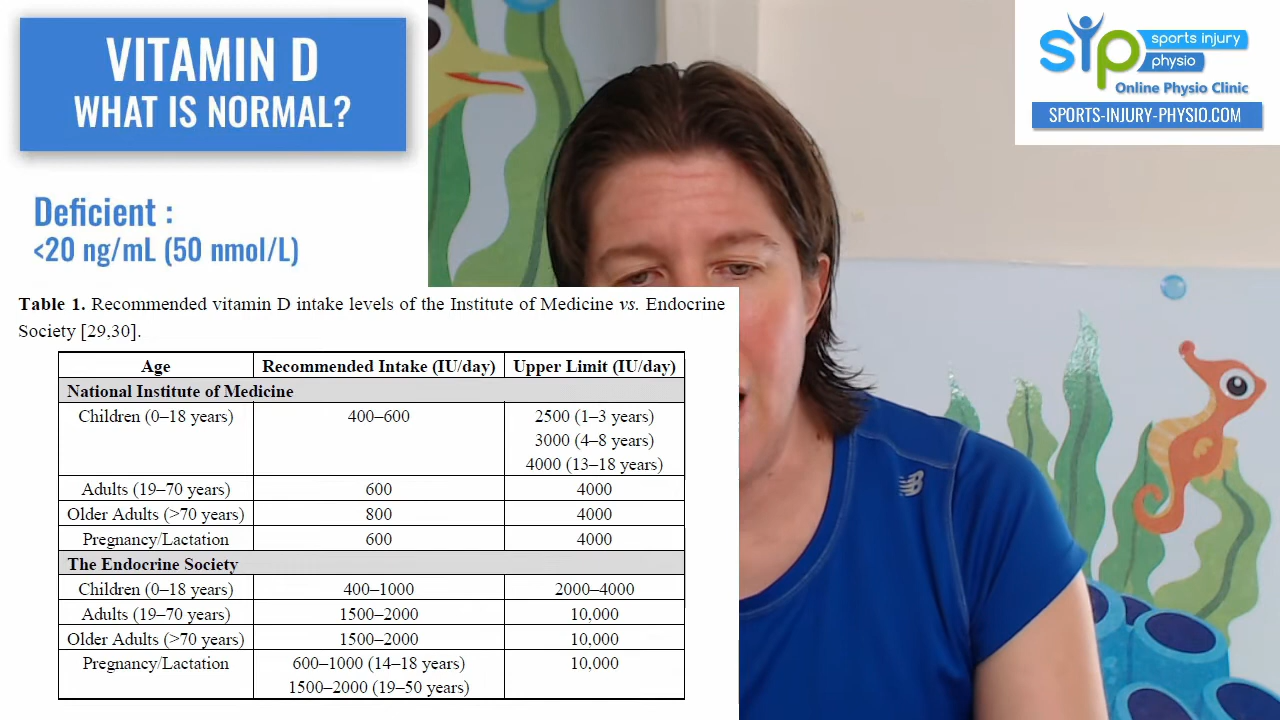 VITAMIN D
WHAT IS NORMAL?
sip sports injury
physio
Online Physio Clinic
SPORTS-INJURY-PHYSIO.COM
Deficient :
<20 ng/mL (50 nmol/L)
Table 1. Recommended vitamin D intake levels of the Institute of Medicine vs. Endocrine
Society [29,30].
Age Recommended Intake (IU/day) Upper Limit (IU/day)
National Institute of Medicine
Children (0–18 years) 400–600 2500 (1–3 years)
3000 (4–8 years)
4000 (13–18 years)
Adults (19–70 years) 600 4000
Older Adults (>70 years) 800 4000
Pregnancy/Lactation 600 4000
The Endocrine Society
Children (0–18 years) 400–1000 2000–4000
Adults (19–70 years) 1500–2000 10,000
Older Adults (>70 years) 1500–2000 10,000
Pregnancy/Lactation 600–1000 (14–18 years) 10,000
1500–2000 (19–50 years)
NB